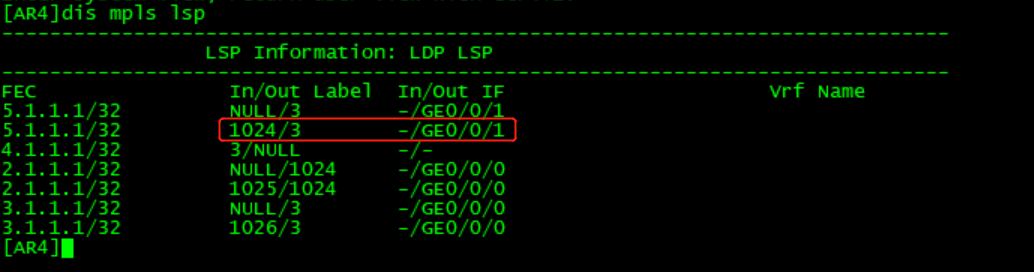 [AR4]dis mpls lsp
-------------------------------------------------------------------------------
LSP Information: LDP LSP
-------------------------------------------------------------------------------
FEC In/Out Label In/Out IF Vrf Name
5.1.1.1/32 NULL/3 -/GE0/0/1
5.1.1.1/32 1024/3 -/GE0/0/1
4.1.1.1/32 3/NULL -/-
2.1.1.1/32 NULL/1024 -/GE0/0/0
2.1.1.1/32 1025/1024 -/GE0/0/0
3.1.1.1/32 NULL/3 -/GE0/0/0
3.1.1.1/32 1026/3 -/GE0/0/0
[AR4]